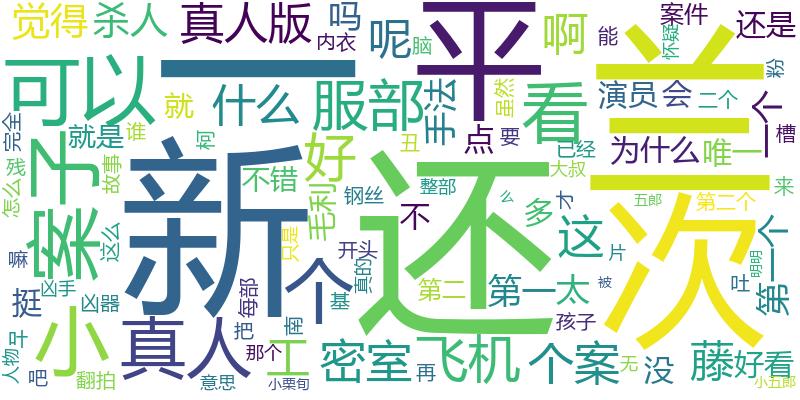 觉得
杀人
真人版
吗
呢
内衣
脑
平
啊
案件
能
怀疑
还是
粉
兰
可以
一
什么
就
服部
手法
虽然
看
演员
会
二个
一个
槽
完全
就是
谁
柯
点
要
丑
已经
为什么
唯一
案子
浅
怎么
故事
新
不错
好
毛利
钢丝
整部
还
大叔
一次
来
这么
只是
不
多
才
五郎
第二个
嘛
凶手
凶器
个
开头
真的
基
第二
第一
么
这
太
片
被
吐
明明
第一个
挺
小
真人
每部
把
南
工
密室
飞机
孩子
个案
无
没
藤
好看
人物
牛
吧
翻拍
那个
意思
小栗旬
再
小五郎